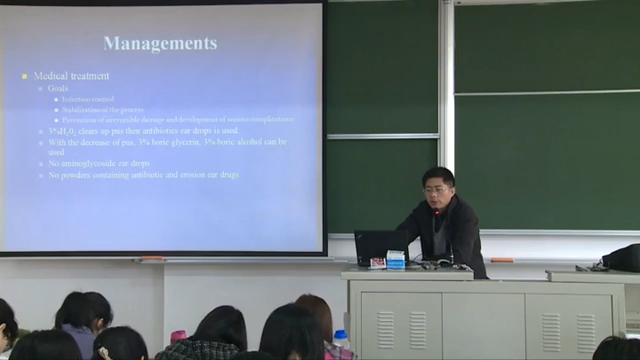 Managements
Medical treatment
Goals
Infection control
Stabilization of the process
Prevention of irreversible damage and development of serious complications
3%H2O2 clears up pus then antibiotics ear drops is used
With the decrease of pus, 3% boric glycerin, 3% boric alcohol can be
used
No aminoglycoside ear drops
No powders containing antibiotic and erosion ear drugs